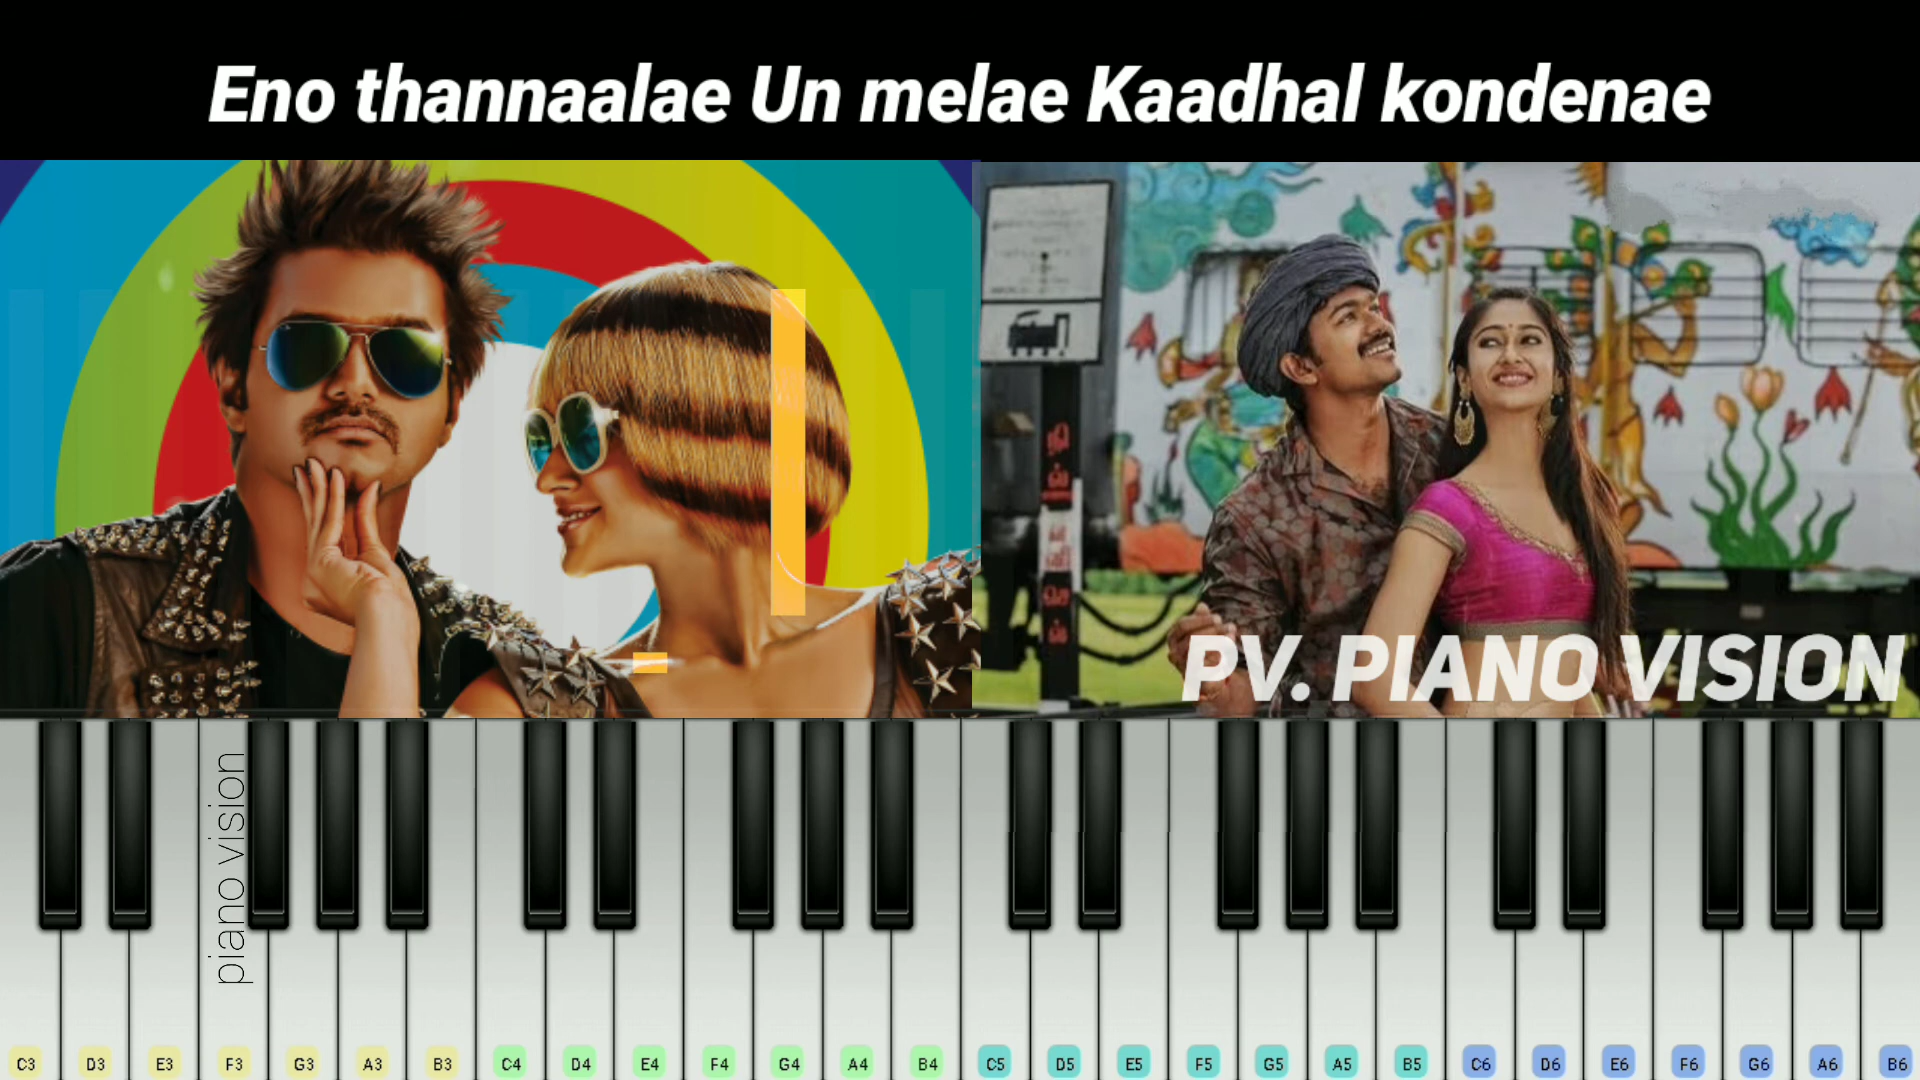 Eno thannaalae Un melae Kaadhal kondenae
PV. PIANO VISION
piano vision
C3 D3 E3 F3 G3 A3 B3 C4 D4 E4 F4 G4 A4 B4 C5 D5 E5 F5 G5 A5 B5 C6 D6 E6 F6 G6 A6 B6